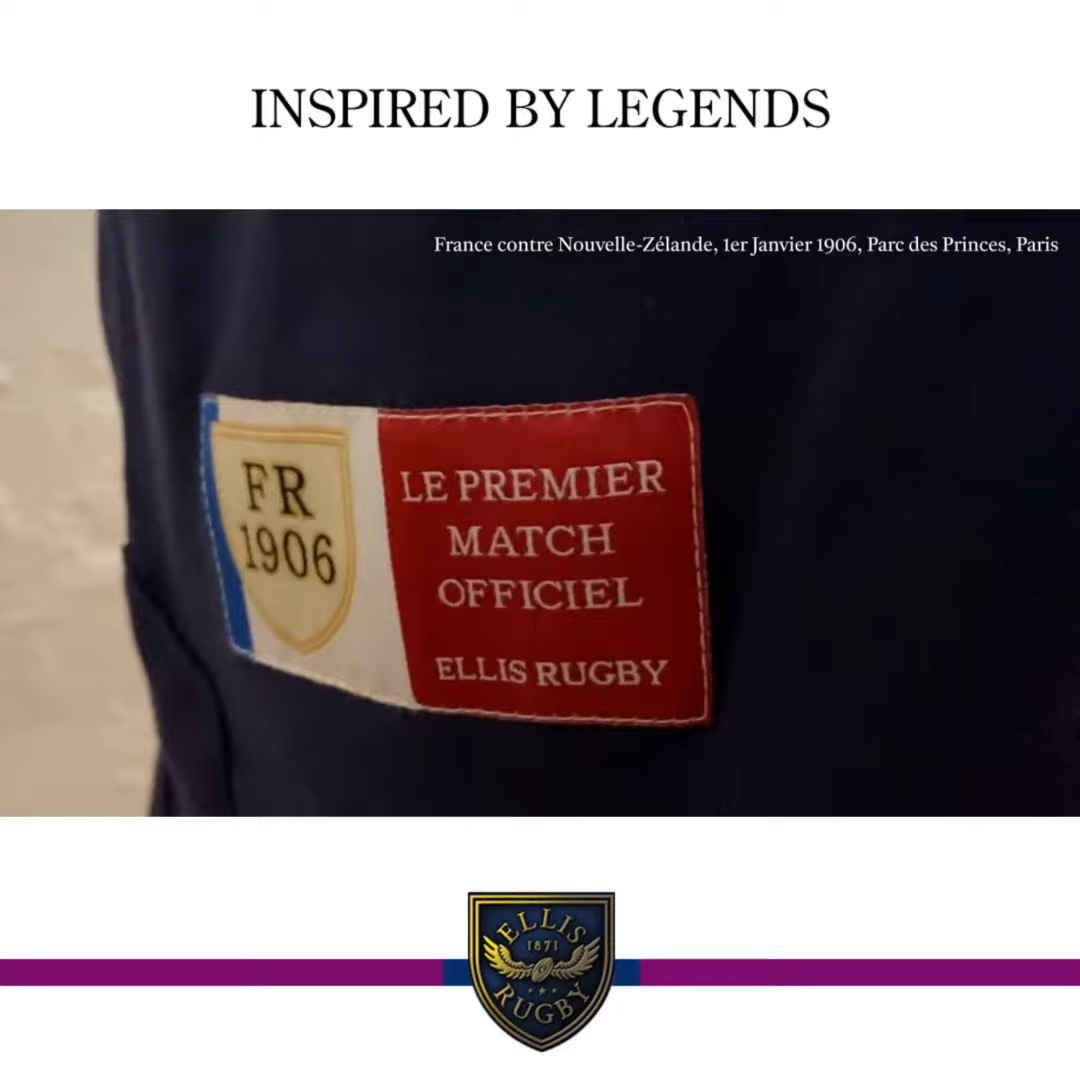 INSPIRED BY LEGENDS
France contre Nouvelle-Zélande, 1er Janvier 1906, Parc des Princes, Paris
FR
1906
LE PREMIER
MATCH
OFFICIEL
ELLIS RUGBY
ELLIS
1871
RUGBY